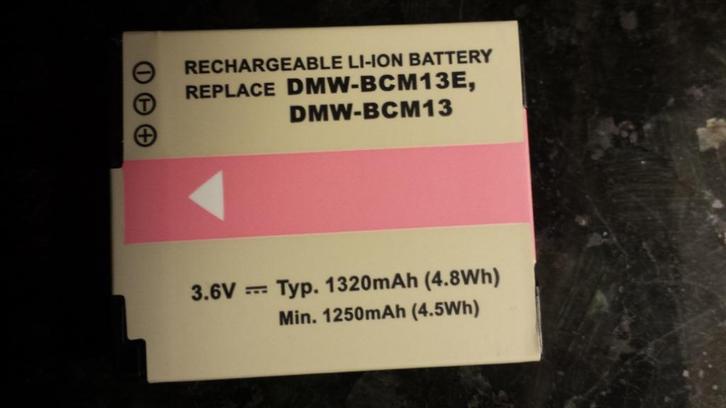 RECHARGEABLE LI-ION BATTERY
REPLACE DMW-BCM13E,
DMW-BCM13
T
3.6V ⎓ Typ. 1320mAh (4.8Wh)
Min. 1250mAh (4.5Wh)